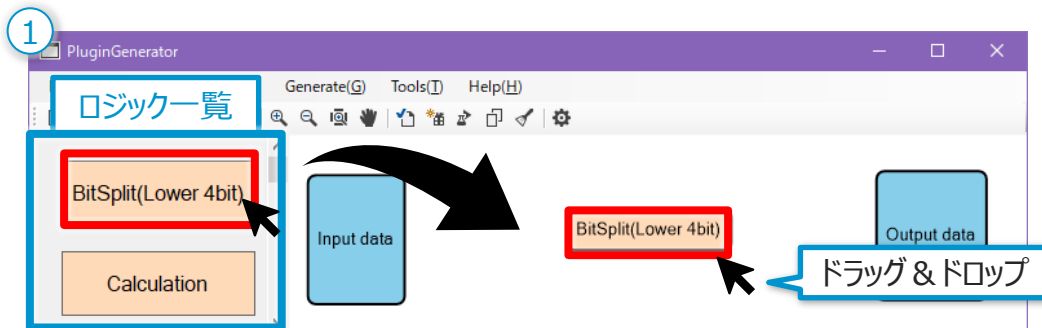 1
PluginGenerator
Generate(G) Tools(T) Help(H)
ロジック一覧
BitSplit(Lower 4bit)
Calculation
Input data
BitSplit(Lower 4bit)
Output data
ドラッグ＆ドロップ